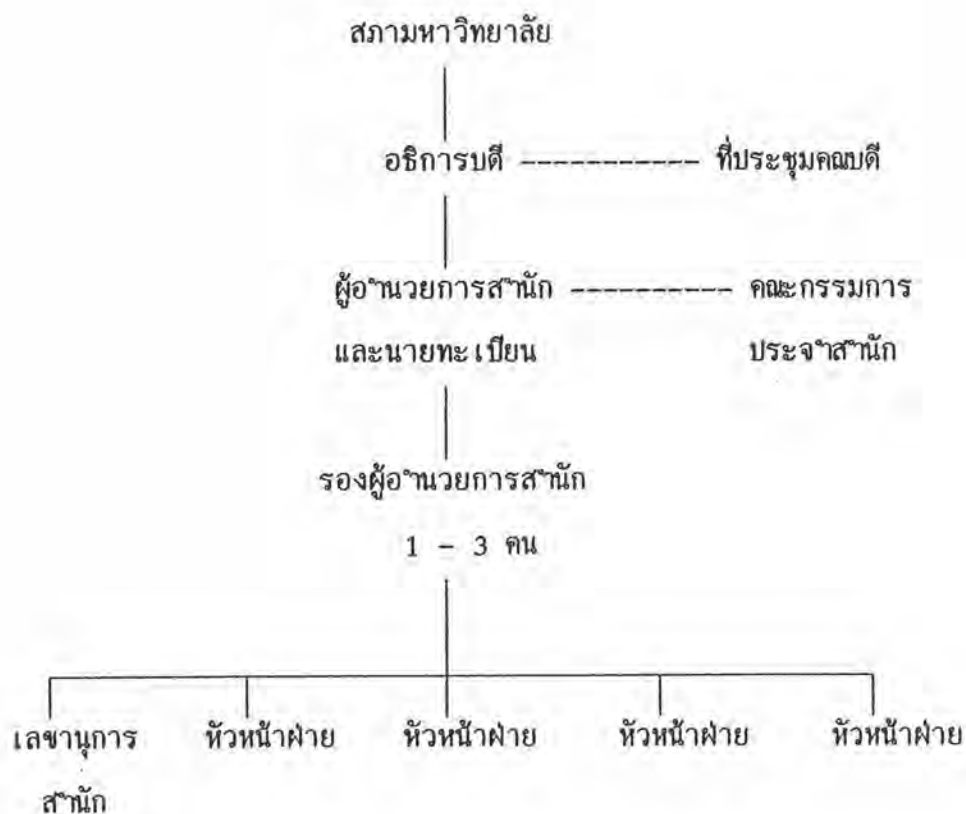 สภามหาวิทยาลัย
อธิการบดี ----------- ที่ประชุมคณบดี
ผู้อำนวยการสำนัก ---------- คณะกรรมการ
และนายทะเบียน ประจำสำนัก
รองผู้อำนวยการสำนัก
1 - 3 คน
เลขานุการ หัวหน้าฝ่าย หัวหน้าฝ่าย หัวหน้าฝ่าย หัวหน้าฝ่าย
สำนัก